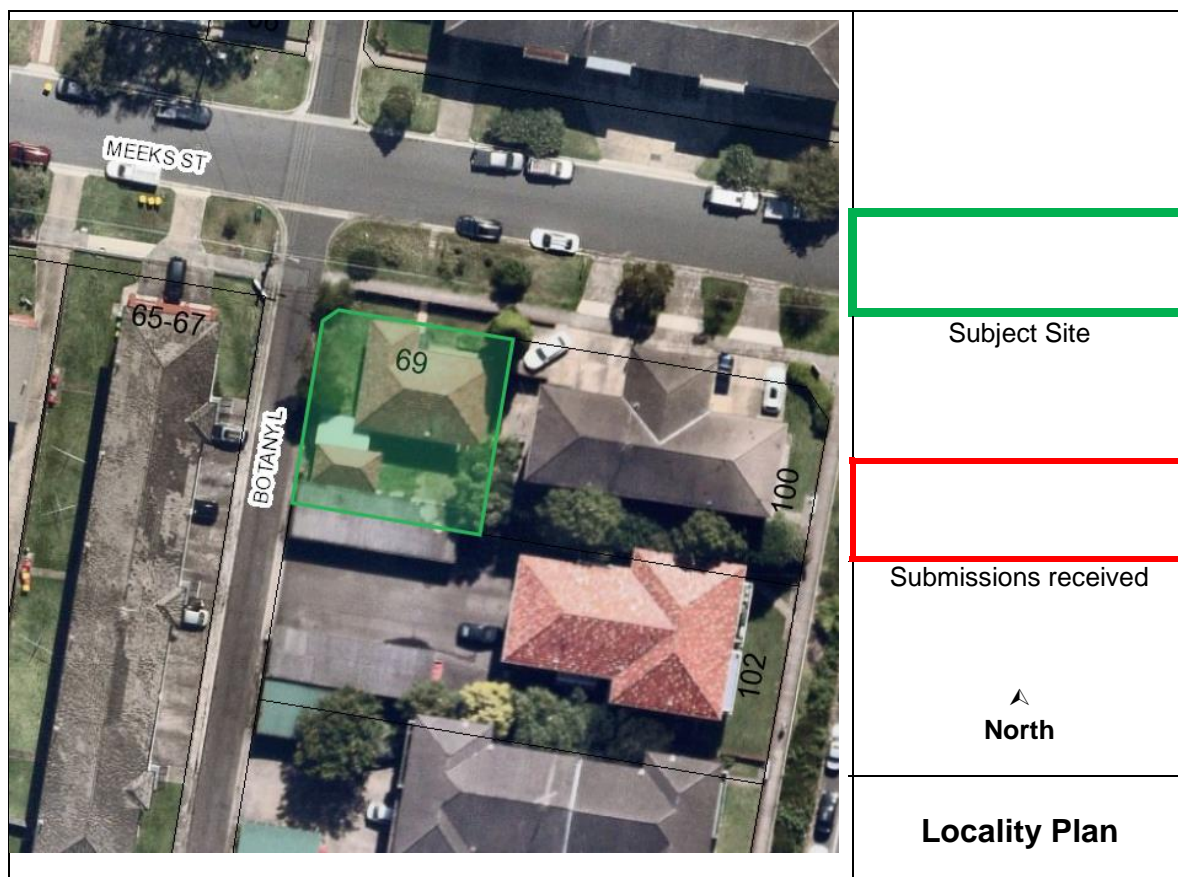 MEEKS ST
65-67
69
BOTANY L
100
102
Subject Site
Submissions received
North
Locality Plan